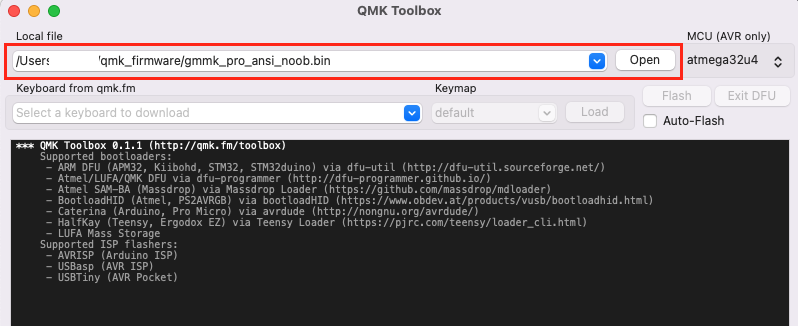 QMK Toolbox
Local file
MCU (AVR only)
/Users qmk_firmware/gmmk_pro_ansi_noob.bin
Open
atmega32u4
Keyboard from qmk.fm
Keymap
Flash
Exit DFU
Select a keyboard to download
default
Load
Auto-Flash
*** QMK Toolbox 0.1.1 (http://qmk.fm/toolbox)
Supported bootloaders:
- ARM DFU (APM32, Kiibohd, STM32, STM32duino) via dfu-util (http://dfu-util.sourceforge.net/)
- Atmel/LUFA/QMK DFU via dfu-programmer (http://dfu-programmer.github.io/)
- Atmel SAM-BA (Massdrop) via Massdrop Loader (https://github.com/massdrop/mdloader)
- BootloadHID (Atmel, PS2AVRGB) via bootloadHID (https://www.obdev.at/products/vusb/bootloadhid.html)
- Caterina (Arduino, Pro Micro) via avrdude (http://nongnu.org/avrdude/)
- HalfKay (Teensy, Ergodox EZ) via Teensy Loader (https://pjrc.com/teensy/loader_cli.html)
- LUFA Mass Storage
Supported ISP flashers:
- AVRISP (Arduino ISP)
- USBasp (AVR ISP)
- USBTiny (AVR Pocket)